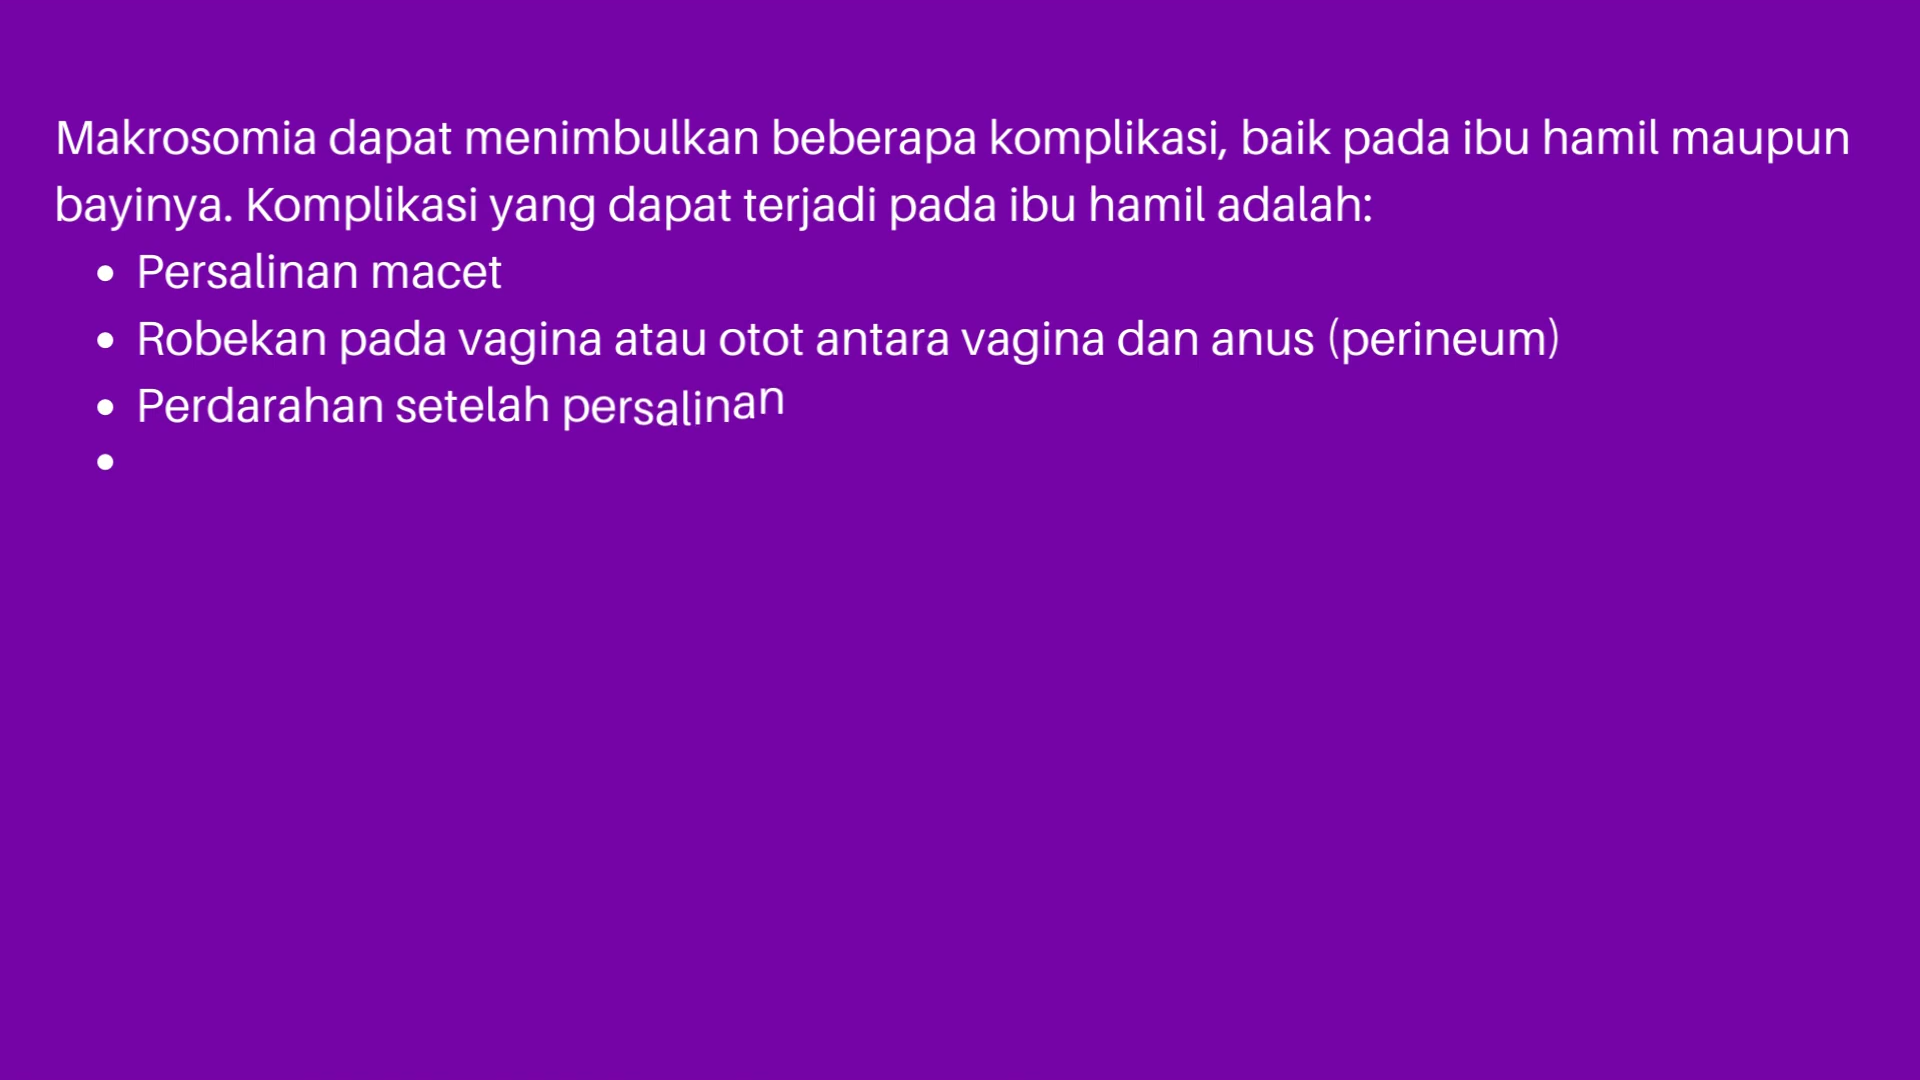 Makrosomia dapat menimbulkan beberapa komplikasi, baik pada ibu hamil maupun
bayinya. Komplikasi yang dapat terjadi pada ibu hamil adalah:
• Persalinan macet
• Robekan pada vagina atau otot antara vagina dan anus (perineum)
• Perdarahan setelah persalinan
•